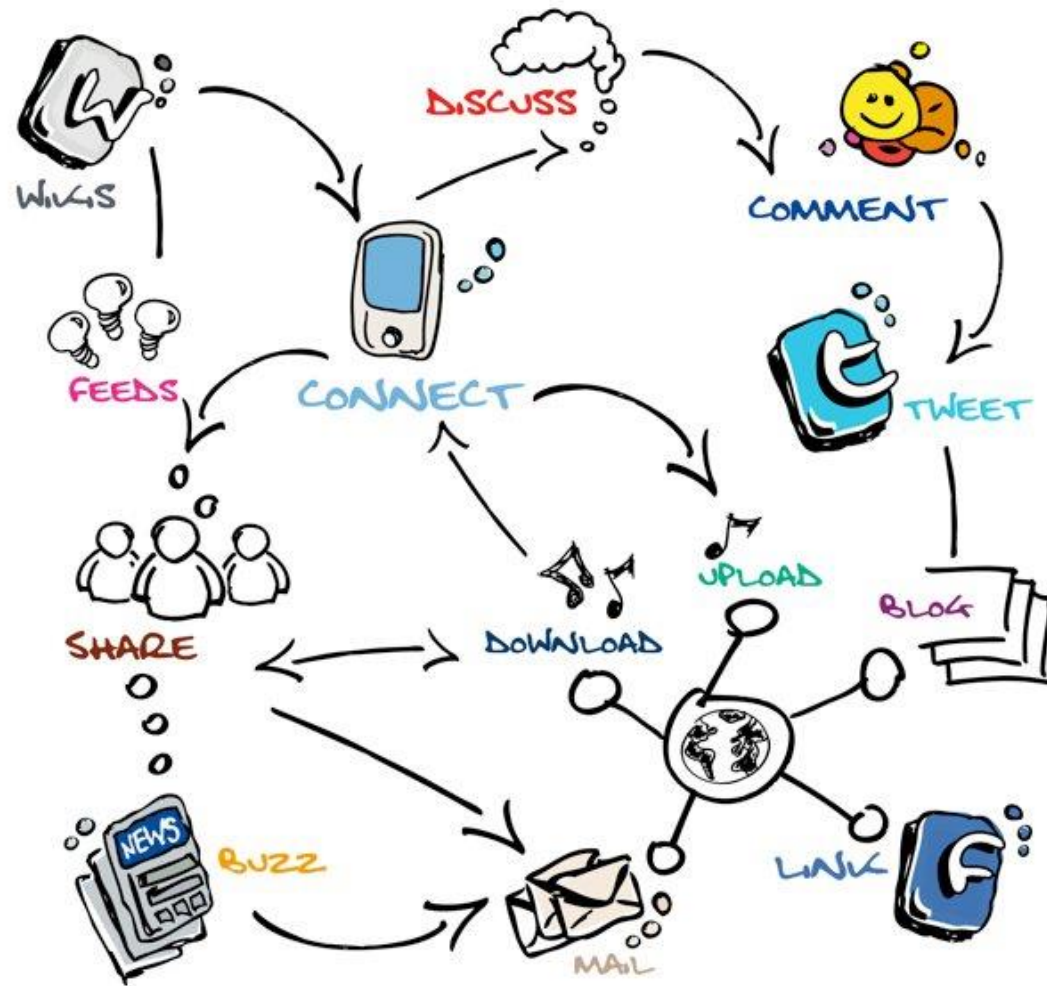 W
WIKIS
DISCUSS
COMMENT
FEEDS
CONNECT
t
TWEET
UPLOAD
SHARE
DOWNLOAD
BLOG
NEWS
BUZZ
LINK
F
MAIL